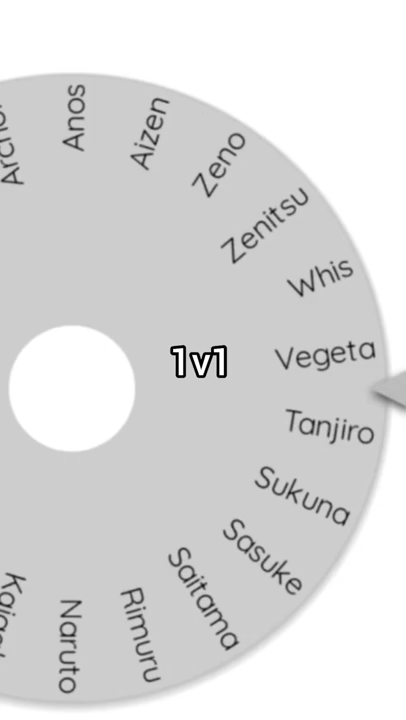 Anos
Aizen
Zeno
Zenitsu
Whis
Vegeta
1v1
Tanjiro
Sukuna
Sasuke
Saitama
Rimuru
Naruto